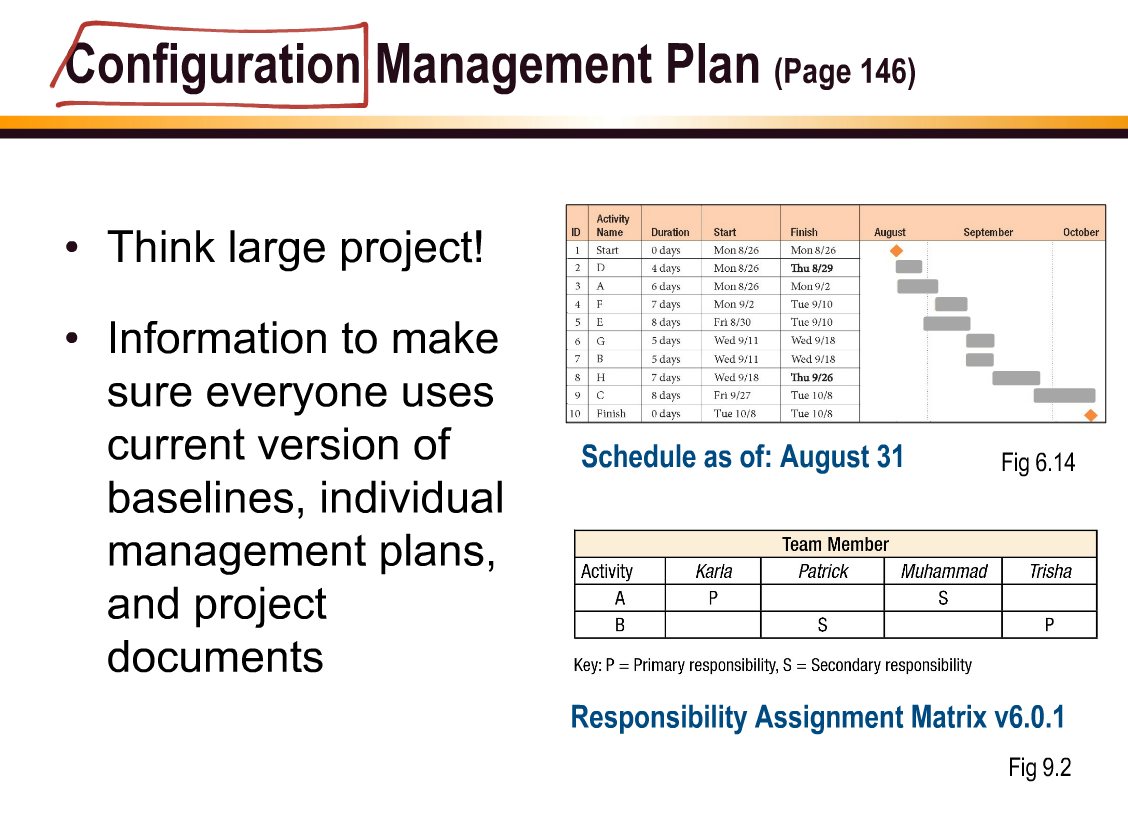 Configuration Management Plan (Page 146)
• Think large project!
• Information to make
sure everyone uses
current version of
baselines, individual
management plans,
and project
documents
ID Activity Name Duration Start Finish August September October
1 Start 0 days Mon 8/26 Mon 8/26
2 D 4 days Mon 8/26 Thu 8/29
3 A 6 days Mon 8/26 Mon 9/2
4 F 7 days Mon 9/2 Tue 9/10
5 E 8 days Fri 8/30 Tue 9/10
6 G 5 days Wed 9/11 Wed 9/18
7 B 5 days Wed 9/11 Wed 9/18
8 H 7 days Wed 9/18 Thu 9/26
9 C 8 days Fri 9/27 Tue 10/8
10 Finish 0 days Tue 10/8 Tue 10/8
Schedule as of: August 31
Fig 6.14
Team Member
Activity Karla Patrick Muhammad Trisha
A P S
B S P
Key: P = Primary responsibility, S = Secondary responsibility
Responsibility Assignment Matrix v6.0.1
Fig 9.2